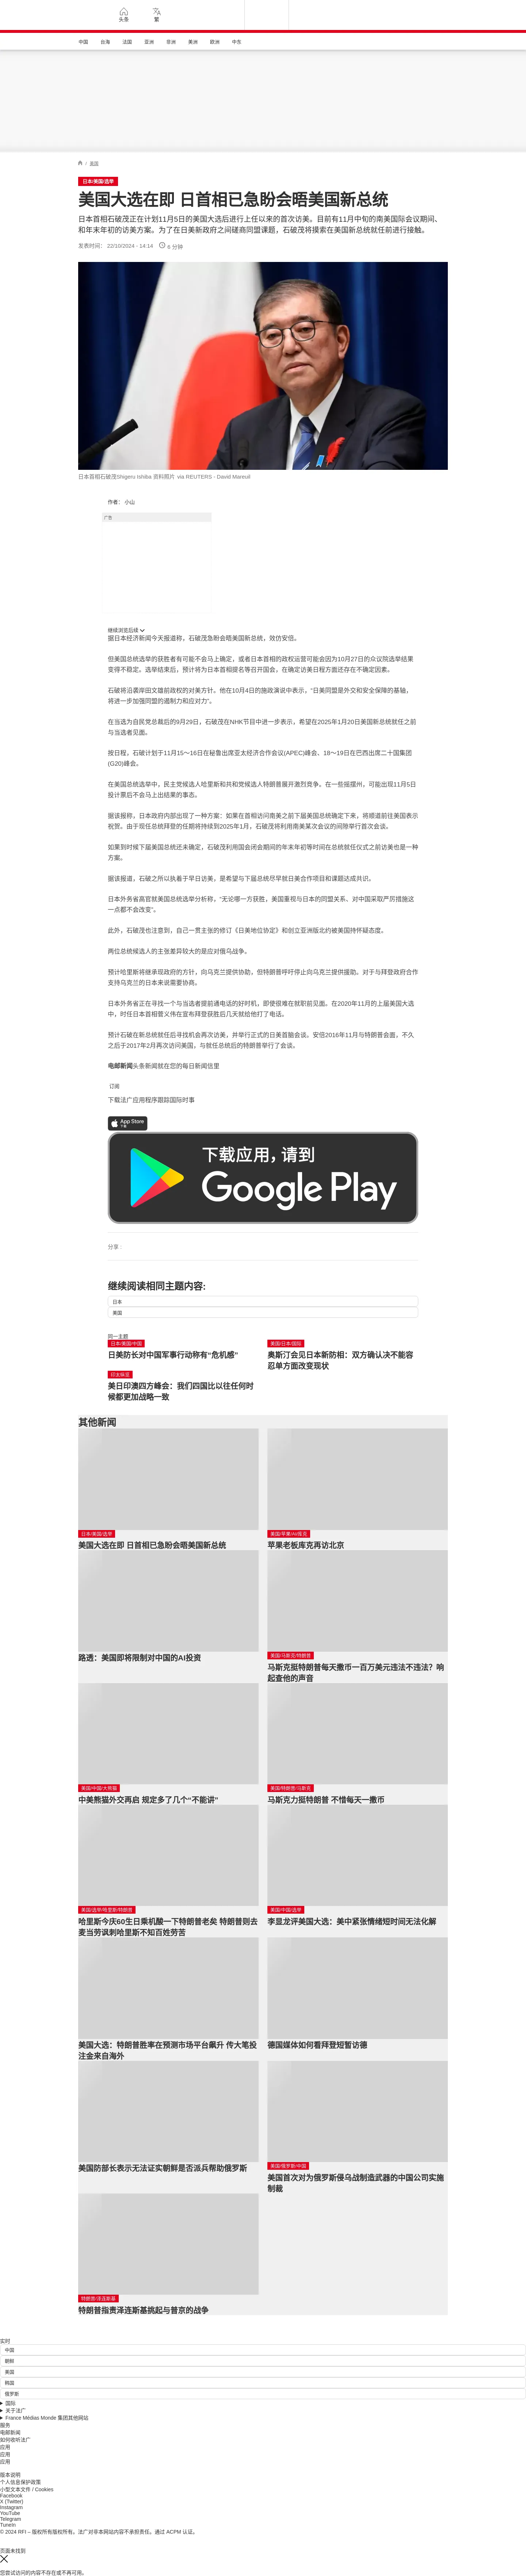 头条
繁
中国
台海
法国
亚洲
非洲
美洲
欧洲
中东
/ 美国
日本/美国/选举
美国大选在即 日首相已急盼会晤美国新总统
日本首相石破茂正在计划11月5日的美国大选后进行上任以来的首次访美。目前有11月中旬的南美国际会议期间、
和年末年初的访美方案。为了在日美新政府之间磋商同盟课题，石破茂将摸索在美国新总统就任前进行接触。
发表时间： 22/10/2024 - 14:14
6 分钟
日本首相石破茂Shigeru Ishiba 资料照片 via REUTERS - David Mareuil
作者： 小山
广告
继续浏览后续
据日本经济新闻今天报道称，石破茂急盼会晤美国新总统，效仿安倍。
但美国总统选举的获胜者有可能不会马上确定，或者日本首相的政权运营可能会因为10月27日的众议院选举结果
变得不稳定。选举结束后，预计将为日本首相提名等召开国会，在确定访美日程方面还存在不确定因素。
石破将沿袭岸田文雄前政权的对美方针。他在10月4日的施政演说中表示，“日美同盟是外交和安全保障的基轴，
将进一步加强同盟的遏制力和应对力”。
在当选为自民党总裁后的9月29日，石破茂在NHK节目中进一步表示，希望在2025年1月20日美国新总统就任之前
与当选者见面。
按日程，石破计划于11月15～16日在秘鲁出席亚太经济合作会议(APEC)峰会、18～19日在巴西出席二十国集团
(G20)峰会。
在美国总统选举中，民主党候选人哈里斯和共和党候选人特朗普展开激烈竞争，在一些摇摆州，可能出现11月5日
投计票后不会马上出结果的事态。
据该报称，日本政府内部出现了一种方案：如果在首相访问南美之前下届美国总统确定下来，将顺道前往美国表示
祝贺。由于现任总统拜登的任期将持续到2025年1月，石破茂将利用南美某次会议的间隙举行首次会谈。
如果到时候下届美国总统还未确定，石破茂利用国会闭会期间的年末年初等时间在总统就任仪式之前访美也是一种
方案。
据该报道，石破之所以执着于早日访美，是希望与下届总统尽早就日美合作项目和课题达成共识。
日本外务省高官就美国总统选举分析称，“无论哪一方获胜，美国重视与日本的同盟关系、对中国采取严厉措施这
一点都不会改变”。
此外，石破茂也注意到，自己一贯主张的修订《日美地位协定》和创立亚洲版北约被美国持怀疑态度。
两位总统候选人的主张差异较大的是应对俄乌战争。
预计哈里斯将继承现政府的方针，向乌克兰提供协助，但特朗普呼吁停止向乌克兰提供援助。对于与拜登政府合作
支持乌克兰的日本来说需要协商。
日本外务省正在寻找一个与当选者提前通电话的好时机，即使很难在就职前见面。在2020年11月的上届美国大选
中，时任日本首相菅义伟在宣布拜登获胜后几天就给他打了电话。
预计石破在新总统就任后寻找机会再次访美，并举行正式的日美首脑会谈。安倍2016年11月与特朗普会面，不久
之后于2017年2月再次访问美国，与就任总统后的特朗普举行了会谈。
电邮新闻头条新闻就在您的每日新闻信里
订阅
下载法广应用程序跟踪国际时事
App Store
下载应用，请到
Google Play
分享 :
继续阅读相同主题内容:
日本
美国
同一主题
日本/美国/中国
日美防长对中国军事行动称有“危机感”
美国/日本/国际
奥斯汀会见日本新防相：双方确认决不能容
忍单方面改变现状
印太纵览
美日印澳四方峰会：我们四国比以往任何时
候都更加战略一致
其他新闻
日本/美国/选举
美国大选在即 日首相已急盼会晤美国新总统
美国/苹果/AI/库克
苹果老板库克再访北京
路透：美国即将限制对中国的AI投资
美国/马斯克/特朗普
马斯克挺特朗普每天撒币一百万美元违法不违法？响
起查他的声音
美国/中国/大熊猫
中美熊猫外交再启 规定多了几个“不能讲”
美国/特朗普/马斯克
马斯克力挺特朗普 不惜每天一撒币
美国/选举/哈里斯/特朗普
哈里斯今庆60生日乘机酸一下特朗普老矣 特朗普则去
麦当劳讽刺哈里斯不知百姓劳苦
美国/中国/选举
李显龙评美国大选：美中紧张情绪短时间无法化解
美国大选：特朗普胜率在预测市场平台飙升 传大笔投
注金来自海外
德国媒体如何看拜登短暂访德
美国防部长表示无法证实朝鲜是否派兵帮助俄罗斯
美国/俄罗斯/中国
美国首次对为俄罗斯侵乌战制造武器的中国公司实施
制裁
特朗普/泽连斯基
特朗普指责泽连斯基挑起与普京的战争
实时
中国
朝鲜
美国
韩国
俄罗斯
国际
关于法广
France Médias Monde 集团其他网站
服务
电邮新闻
如何收听法广
应用
应用
应用
版本说明
个人信息保护政策
小型文本文件 / Cookies
Facebook
X (Twitter)
Instagram
YouTube
Telegram
TuneIn
© 2024 RFI – 版权所有版权所有。法广对非本网站内容不承担责任。通过 ACPM 认证。
页面未找到
您尝试访问的内容不存在或不再可用。